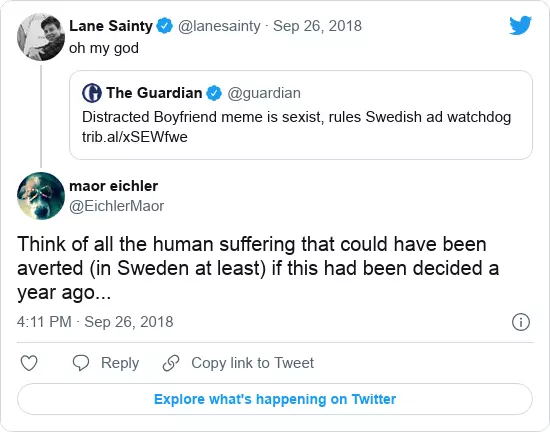 Lane Sainty @lanesainty · Sep 26, 2018
oh my god
The Guardian @guardian
Distracted Boyfriend meme is sexist, rules Swedish ad watchdog
trib.al/xSEWfwe
maor eichler
@EichlerMaor
Think of all the human suffering that could have been
averted (in Sweden at least) if this had been decided a
year ago...
4:11 PM · Sep 26, 2018
Reply Copy link to Tweet
Explore what's happening on Twitter